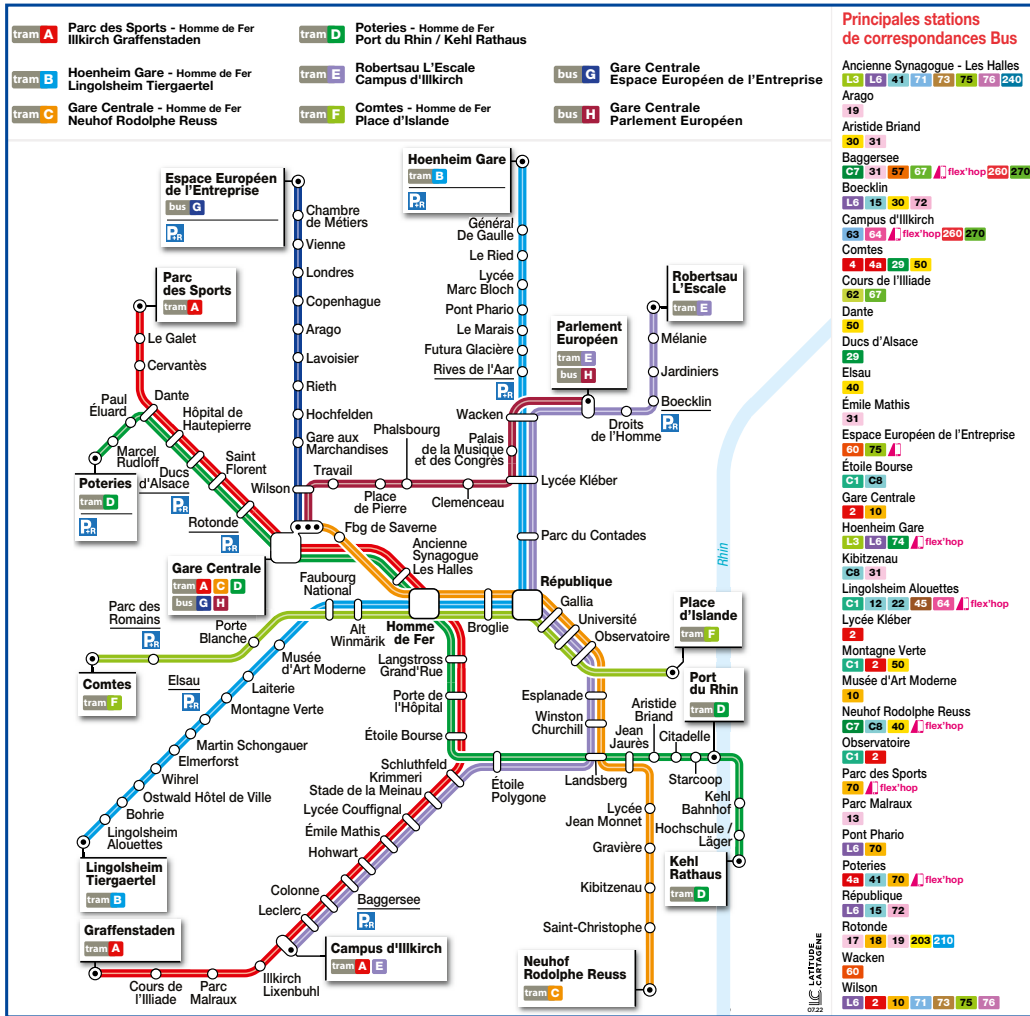 tram A Parc des Sports - Homme de Fer
Illkirch Graffenstaden
tram B Hoenheim Gare - Homme de Fer
Lingolsheim Tiergaertel
tram C Gare Centrale - Homme de Fer
Neuhof Rodolphe Reuss
tram D Poteries - Homme de Fer
Port du Rhin / Kehl Rathaus
tram E Robertsau L'Escale
Campus d'Illkirch
tram F Comtes - Homme de Fer
Place d'Islande
bus G Gare Centrale
Espace Européen de l'Entreprise
bus H Gare Centrale
Parlement Européen
Espace Européen
de l'Entreprise
bus G
P+R
Chambre
de Métiers
Vienne
Londres
Copenhague
Arago
Lavoisier
Rieth
Hochfelden
Gare aux
Marchandises
Wilson
Hoenheim Gare
tram B
P+R
Général
De Gaulle
Le Ried
Lycée
Marc Bloch
Pont Phario
Le Marais
Futura Glacière
Rives de l'Aar
P+R
Robertsau
L'Escale
tram E
Mélanie
Jardiniers
Boecklin
P+R
Droits
de l'Homme
Parlement
Européen
tram E
bus H
Wacken
Palais
de la Musique
et des Congrès
Lycée Kléber
Clemenceau
Phalsbourg
Place
de Pierre
Travail
Parc du Contades
Parc
des Sports
tram A
Le Galet
Cervantès
Dante
Paul
Éluard
Marcel
Rudloff
Poteries
tram D
P+R
Hôpital de
Hautepierre
Ducs
d'Alsace
P+R
Saint
Florent
Rotonde
P+R
Gare Centrale
tram A C D
bus G H
Fbg de Saverne
Ancienne
Synagogue
Les Halles
Faubourg
National
Alt
Winmärik
Homme
de Fer
Broglie
République
Gallia
Université
Observatoire
Place
d'Islande
tram F
Parc des
Romains
P+R
Porte
Blanche
Comtes
tram F
Musée
d'Art Moderne
Laiterie
Montagne Verte
Elsau
P+R
Martin Schongauer
Elmerforst
Wihrel
Ostwald Hôtel de Ville
Bohrie
Lingolsheim
Alouettes
Lingolsheim
Tiergaertel
tram B
Langstross
Grand'Rue
Porte de
l'Hôpital
Étoile Bourse
Schluthfeld
Krimmeri
Stade de la Meinau
Lycée Couffignal
Émile Mathis
Hohwart
Colonne
Leclerc
Baggersee
P+R
Campus d'Illkirch
tram A E
Illkirch
Lixenbuhl
Parc
Malraux
Cours de
l'Illiade
Graffenstaden
tram A
Étoile
Polygone
Landsberg
Esplanade
Winston
Churchill
Jean
Jaurès
Aristide
Briand
Citadelle
Starcoop
Port
du Rhin
tram D
Kehl
Bahnhof
Hochschule /
Läger
Kehl
Rathaus
tram D
Lycée
Jean Monnet
Gravière
Kibitzenau
Saint-Christophe
Neuhof
Rodolphe Reuss
tram C
Rhin
LATITUDE
CARTAGÈNE
07.22
Principales stations
de correspondances Bus
Ancienne Synagogue - Les Halles
L3 L6 41 71 73 75 76 240
Arago
19
Aristide Briand
30 31
Baggersee
C7 31 57 67 flex'hop 260 270
Boecklin
L6 15 30 72
Campus d'Illkirch
63 64 flex'hop 260 270
Comtes
4 4a 29 50
Cours de l'Illiade
62 67
Dante
50
Ducs d'Alsace
29
Elsau
40
Émile Mathis
31
Espace Européen de l'Entreprise
60 75
Étoile Bourse
C1 C8
Gare Centrale
2 10
Hoenheim Gare
L3 L6 74 flex'hop
Kibitzenau
C8 31
Lingolsheim Alouettes
C1 12 22 45 64 flex'hop
Lycée Kléber
2
Montagne Verte
C1 2 50
Musée d'Art Moderne
10
Neuhof Rodolphe Reuss
C7 C8 40 flex'hop
Observatoire
C1 2
Parc des Sports
70 flex'hop
Parc Malraux
13
Pont Phario
L6 70
Poteries
4a 41 70 flex'hop
République
L6 15 72
Rotonde
17 18 19 203 210
Wacken
60
Wilson
L6 2 10 71 73 75 76